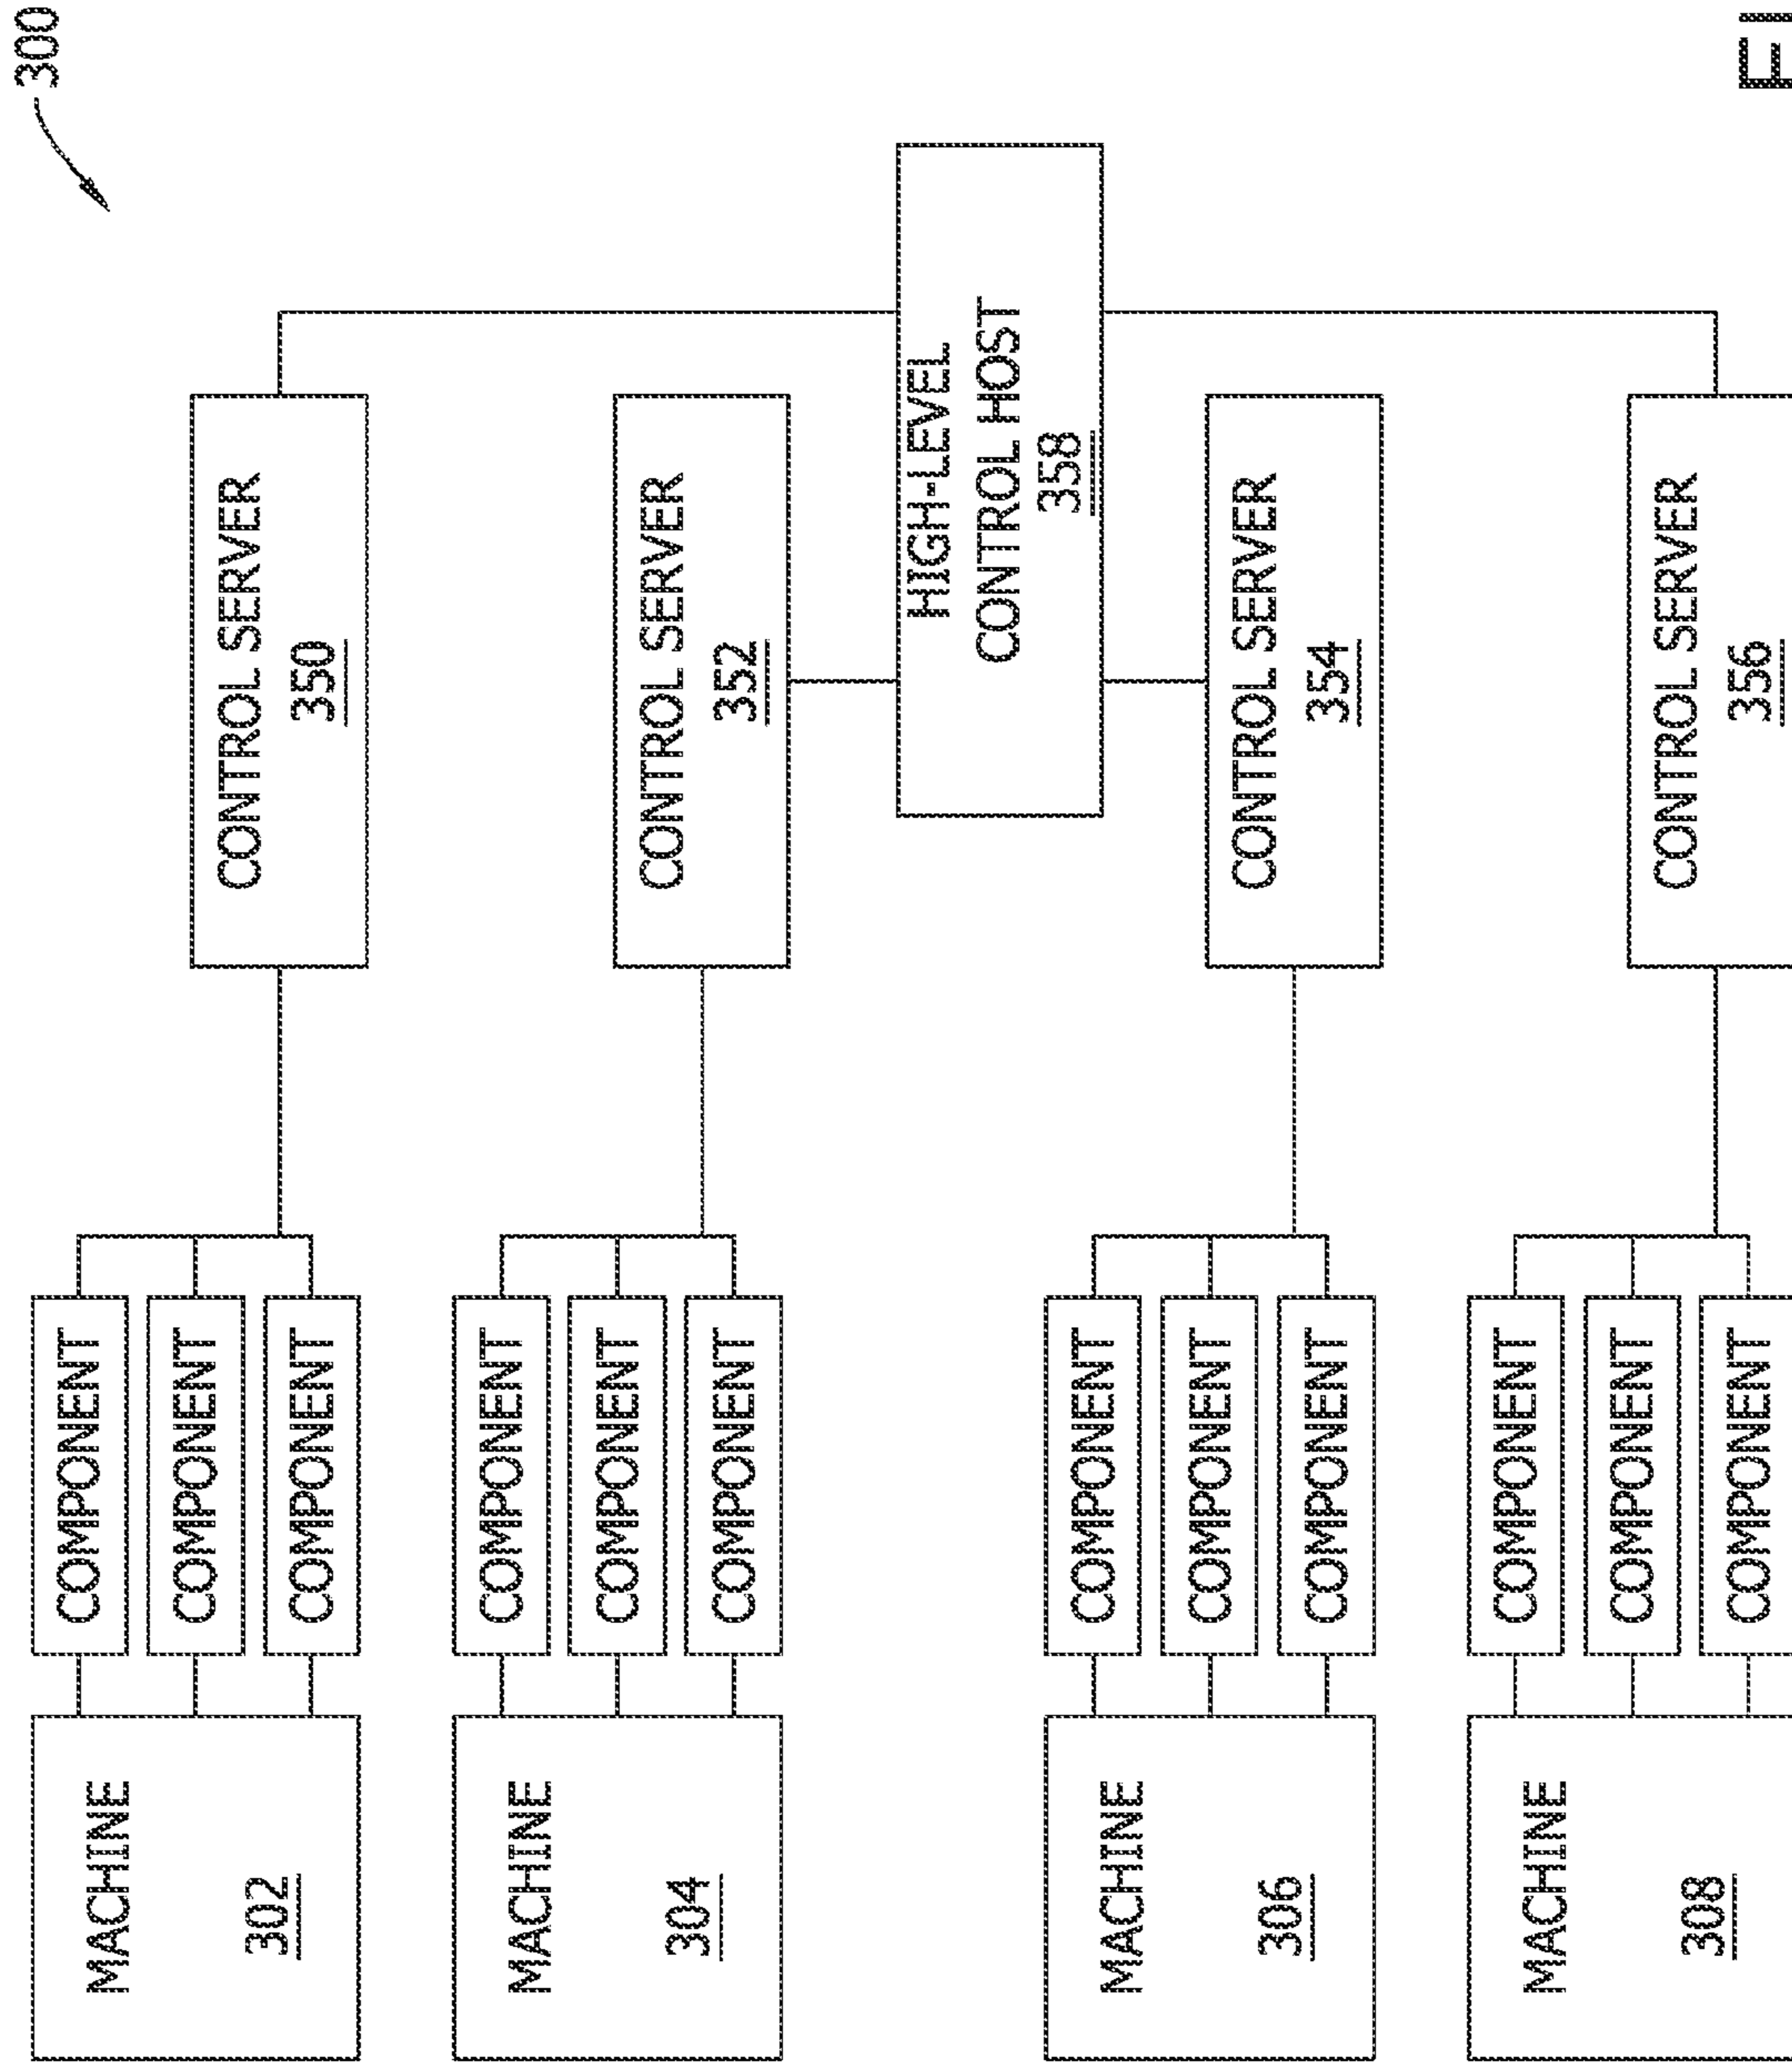 300
MACHINE
302
COMPONENT
COMPONENT
COMPONENT
CONTROL SERVER
350
MACHINE
304
COMPONENT
COMPONENT
COMPONENT
CONTROL SERVER
352
HIGH-LEVEL
CONTROL HOST
358
MACHINE
306
COMPONENT
COMPONENT
COMPONENT
CONTROL SERVER
354
MACHINE
308
COMPONENT
COMPONENT
COMPONENT
CONTROL SERVER
356